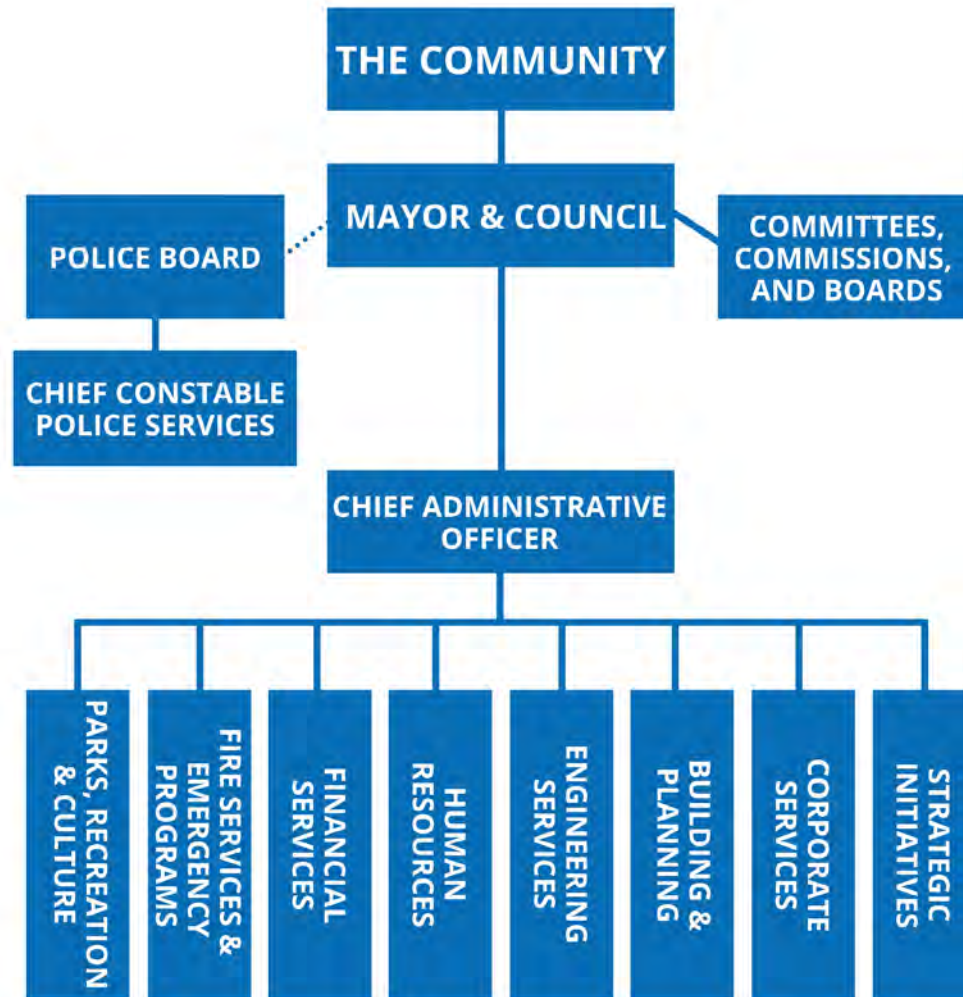 THE COMMUNITY
MAYOR & COUNCIL
POLICE BOARD
COMMITTEES,
COMMISSIONS,
AND BOARDS
CHIEF CONSTABLE
POLICE SERVICES
CHIEF ADMINISTRATIVE
OFFICER
PARKS, RECREATION
& CULTURE
FIRE SERVICES &
EMERGENCY
PROGRAMS
FINANCIAL
SERVICES
HUMAN
RESOURCES
ENGINEERING
SERVICES
BUILDING &
PLANNING
CORPORATE
SERVICES
STRATEGIC
INITIATIVES